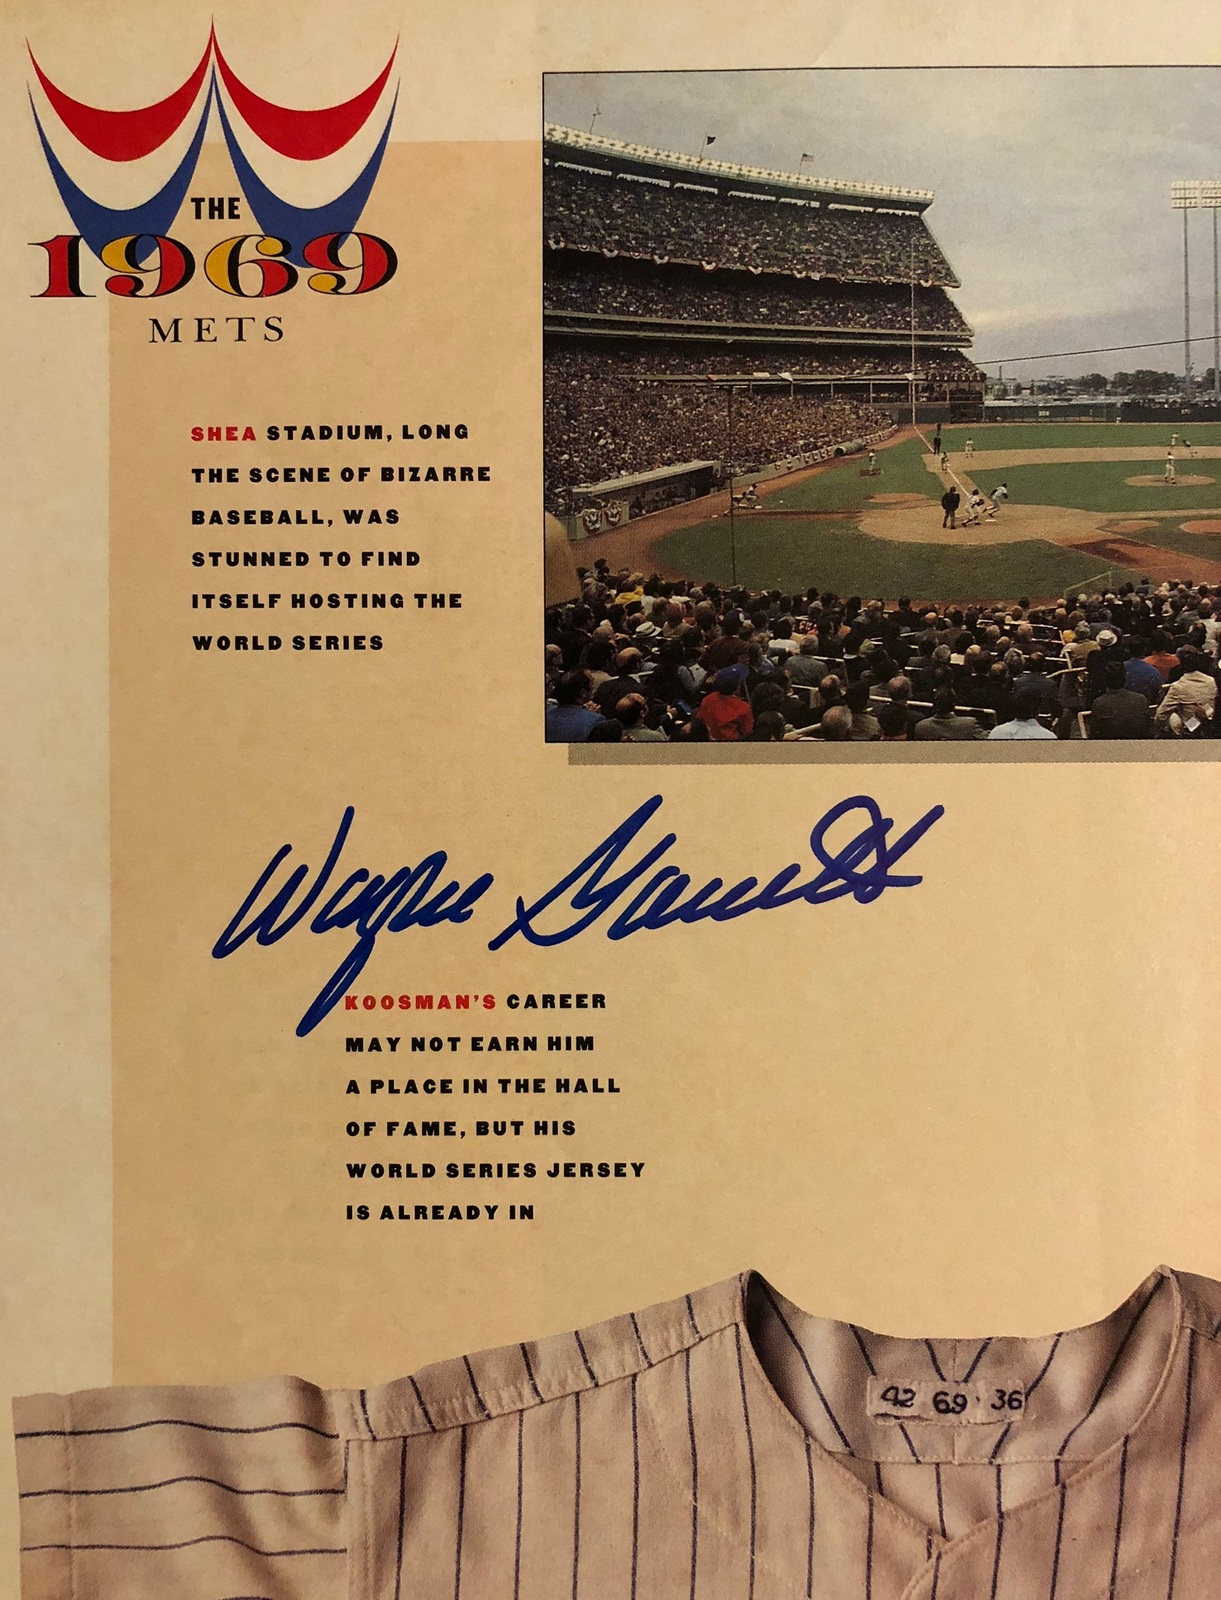 THE
1969
METS
SHEA STADIUM, LONG
THE SCENE OF BIZARRE
BASEBALL, WAS
STUNNED TO FIND
ITSELF HOSTING THE
WORLD SERIES
Wayne Garrett
KOOSMAN'S CAREER
MAY NOT EARN HIM
A PLACE IN THE HALL
OF FAME, BUT HIS
WORLD SERIES JERSEY
IS ALREADY IN
42 69 36